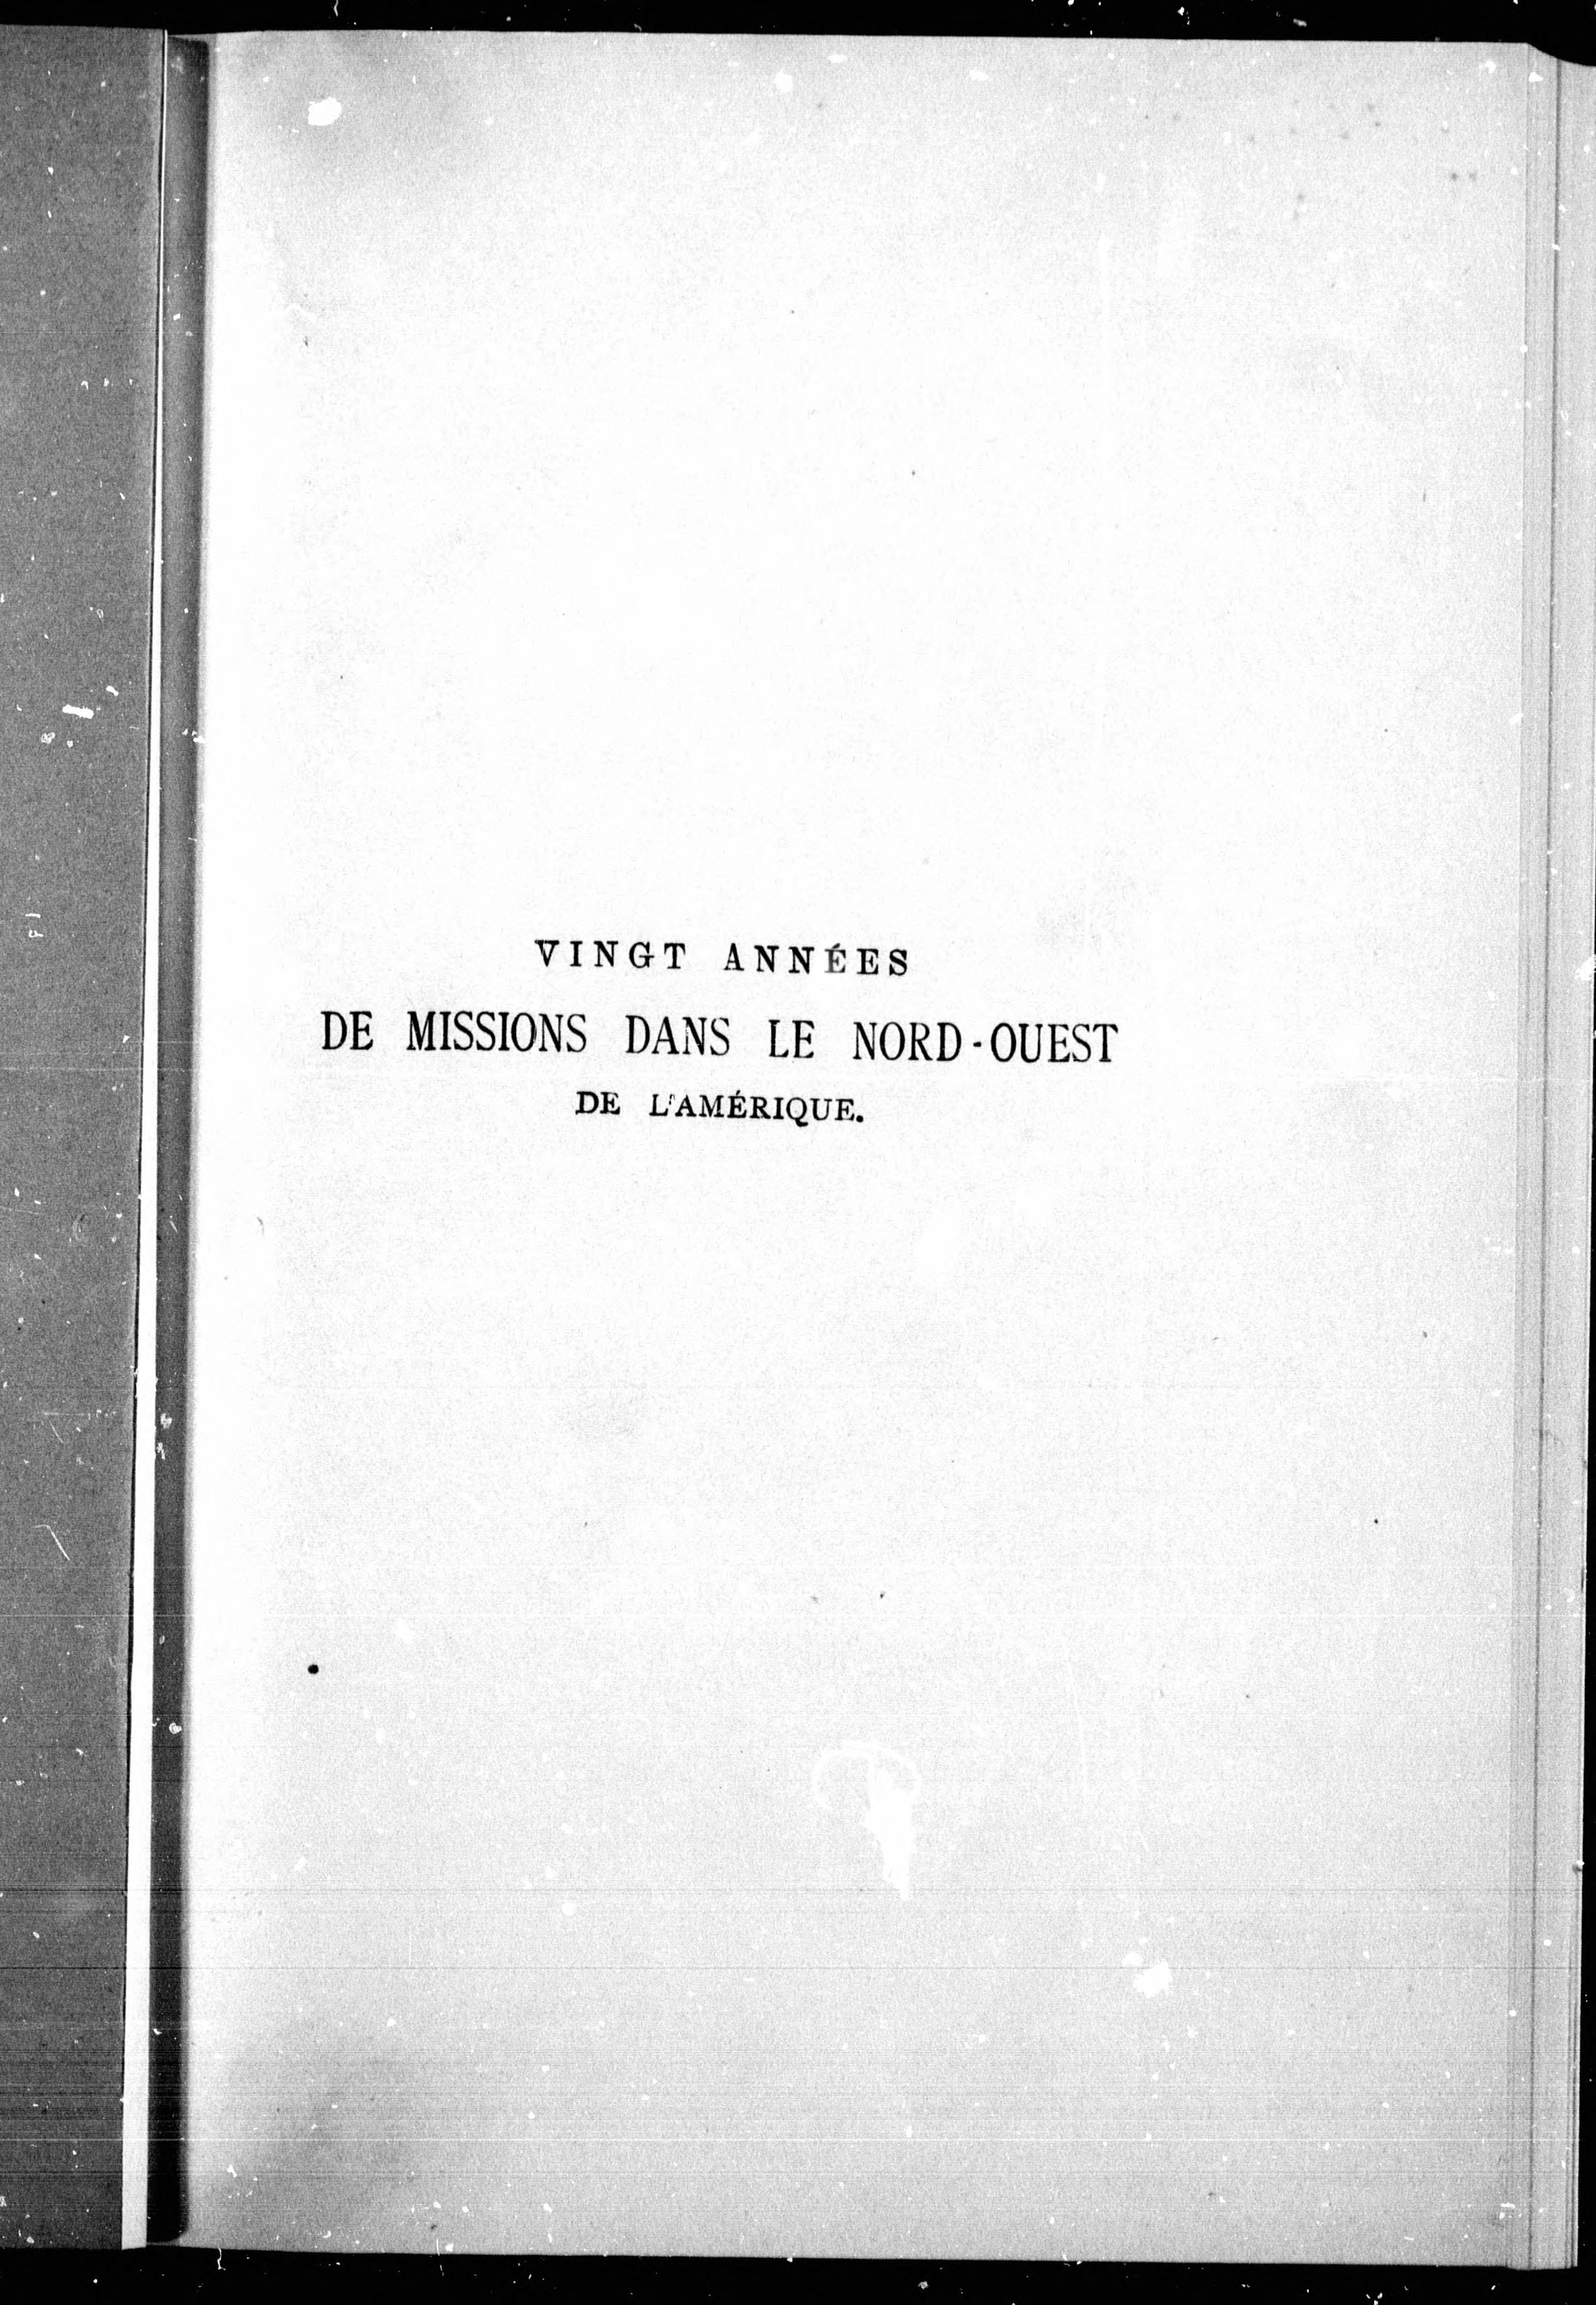 VINGT ANNÉES
DE MISSIONS DANS LE NORD-OUEST
DE L'AMÉRIQUE.